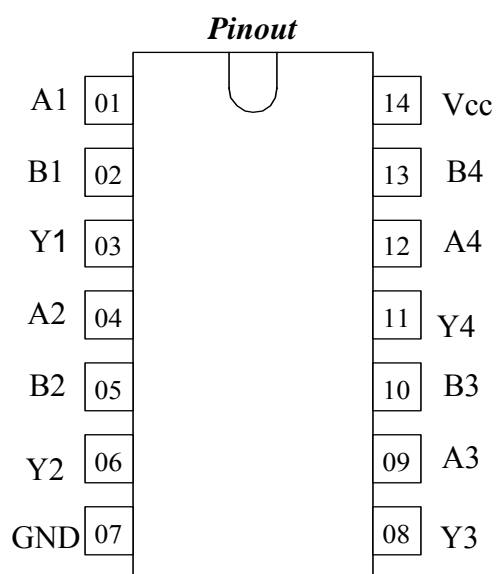 Pinout
A1 01 14 Vcc
B1 02 13 B4
Y1 03 12 A4
A2 04 11 Y4
B2 05 10 B3
Y2 06 09 A3
GND 07 08 Y3